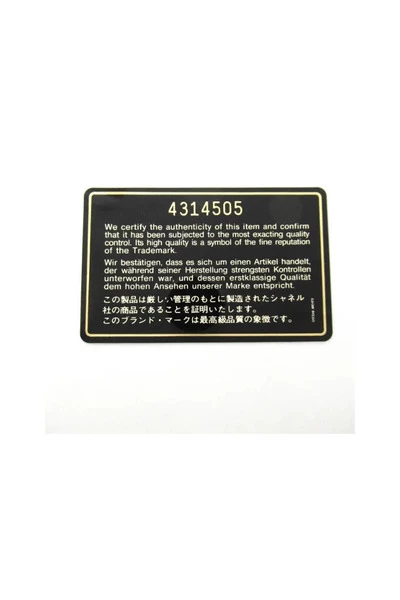 4314505
We certify the authenticity of this item and confirm
that it has been subjected to the most exacting quality
control. Its high quality is a symbol of the fine reputation
of the Trademark.
Wir bestätigen, dass es sich um einen Artikel handelt,
der während seiner Herstellung strengsten Kontrollen
unterworfen war, und dessen erstklassige Qualität
dem hohen Ansehen unserer Marke entspricht.
この製品は厳しい管理のもとに製造されたシャネル
社の商品であることを証明いたします。
このブランド・マークは最高級品質の象徴です。